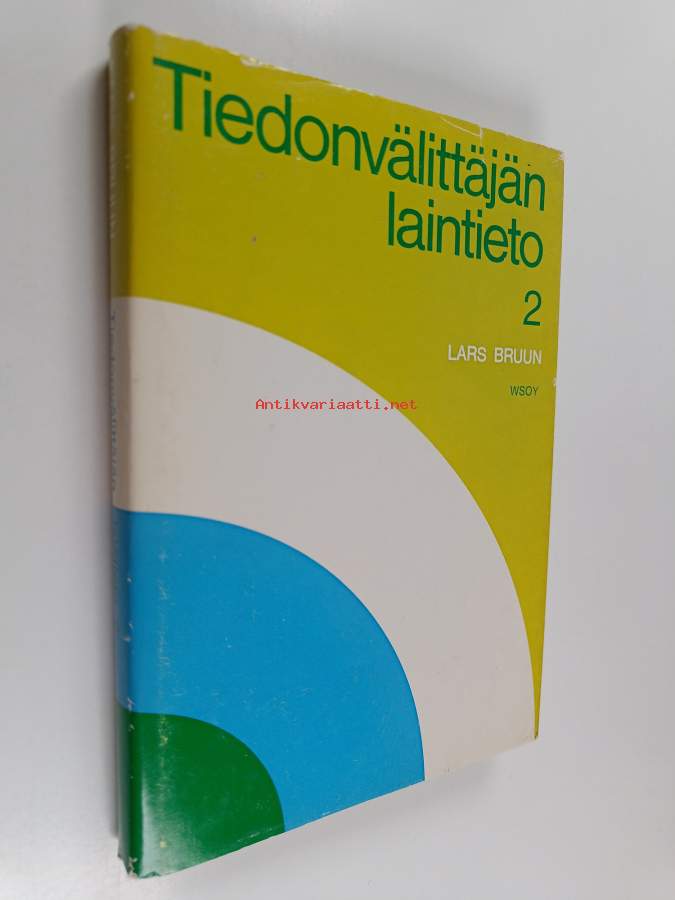 Tiedonvälittäjän
laintieto
2
LARS BRUUN
WSOY
Antikvariaatti.net